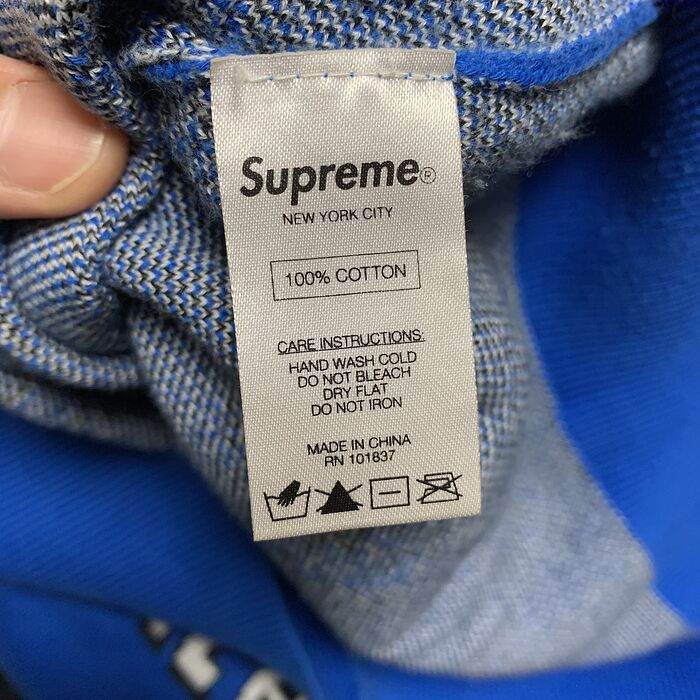 Supreme®
NEW YORK CITY
100% COTTON
CARE INSTRUCTIONS
HAND WASH COLD
DO NOT BLEACH
DRY FLAT
DO NOT IRON
MADE IN CHINA
RN 101837